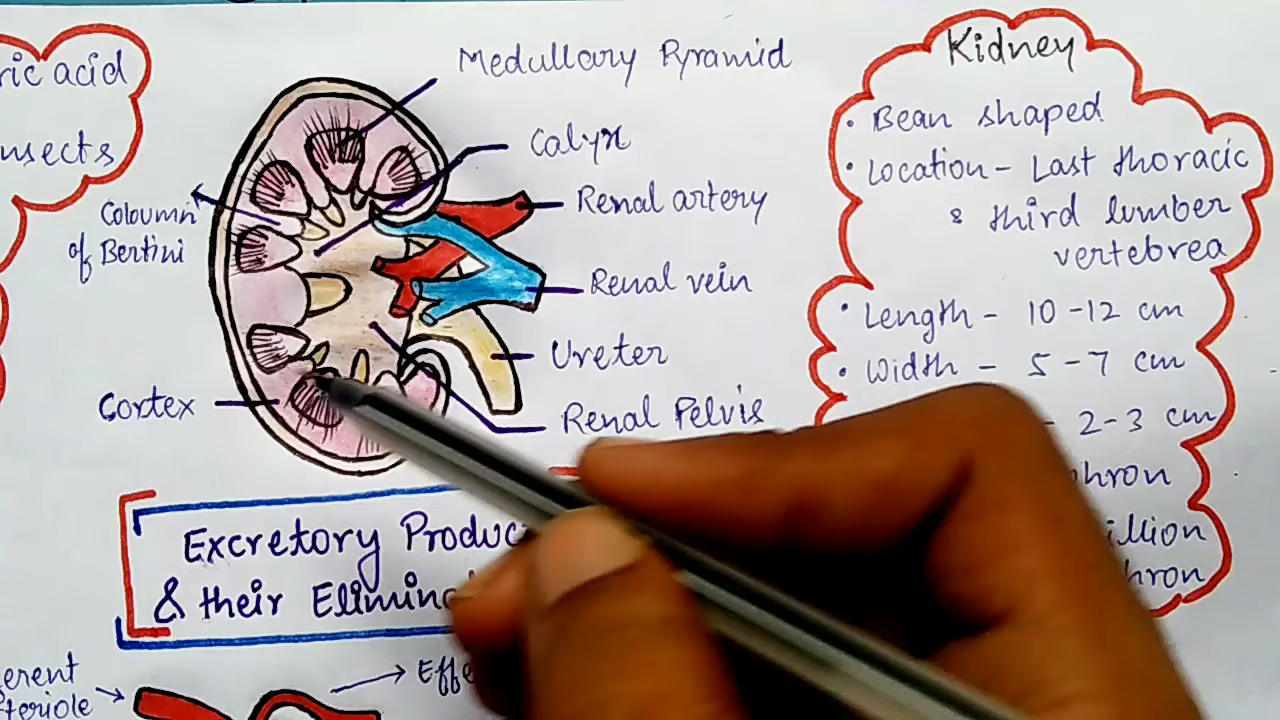 ric acid
nsects
Medullary Pyramid
Calyx
Renal artery
Renal vein
Ureter
Renal Pelvis
Coloumn
of Bertini
Cortex
Kidney
• Bean shaped
• Location - Last thoracic
& third lumber
vertebrea
• Length - 10-12 cm
• Width - 5-7 cm
- 2-3 cm
phron
illion
hron
Excretory Produc
& their Elimina
erent
teriole
Effe